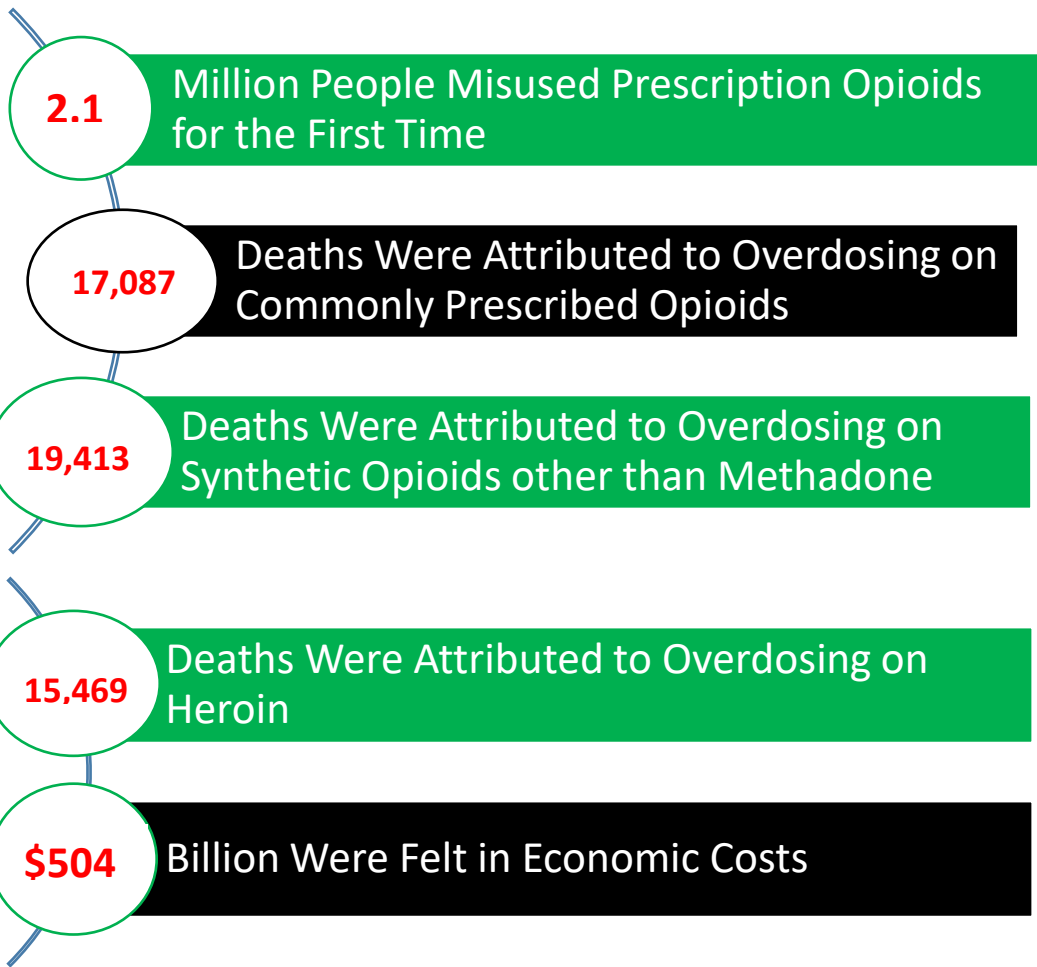 2.1
Million People Misused Prescription Opioids
for the First Time
17,087
Deaths Were Attributed to Overdosing on
Commonly Prescribed Opioids
19,413
Deaths Were Attributed to Overdosing on
Synthetic Opioids other than Methadone
15,469
Deaths Were Attributed to Overdosing on
Heroin
$504
Billion Were Felt in Economic Costs